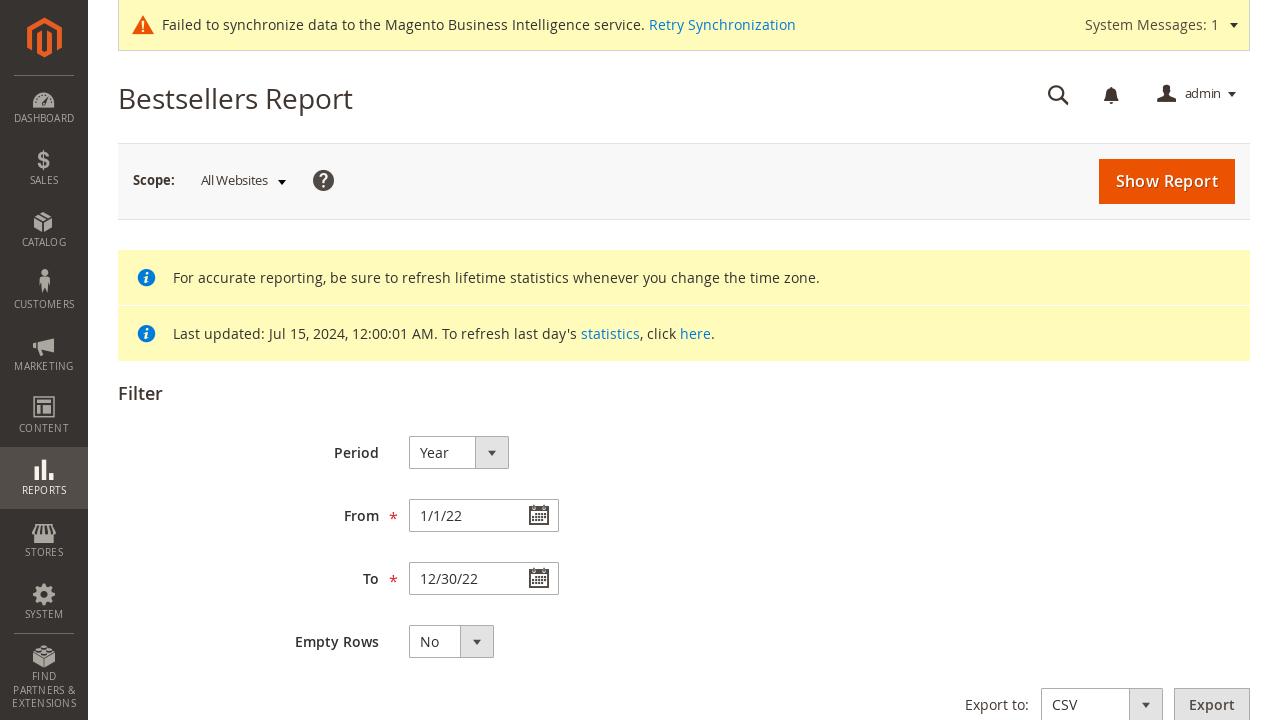 Failed to synchronize data to the Magento Business Intelligence service. Retry Synchronization
System Messages: 1
Bestsellers Report
admin
Scope: All Websites
Show Report
For accurate reporting, be sure to refresh lifetime statistics whenever you change the time zone.
Last updated: Jul 15, 2024, 12:00:01 AM. To refresh last day's statistics, click here.
Filter
Period Year
From * 1/1/22
To * 12/30/22
Empty Rows No
Export to: CSV Export
DASHBOARD
$
SALES
CATALOG
CUSTOMERS
MARKETING
CONTENT
REPORTS
STORES
SYSTEM
FIND
PARTNERS &
EXTENSIONS